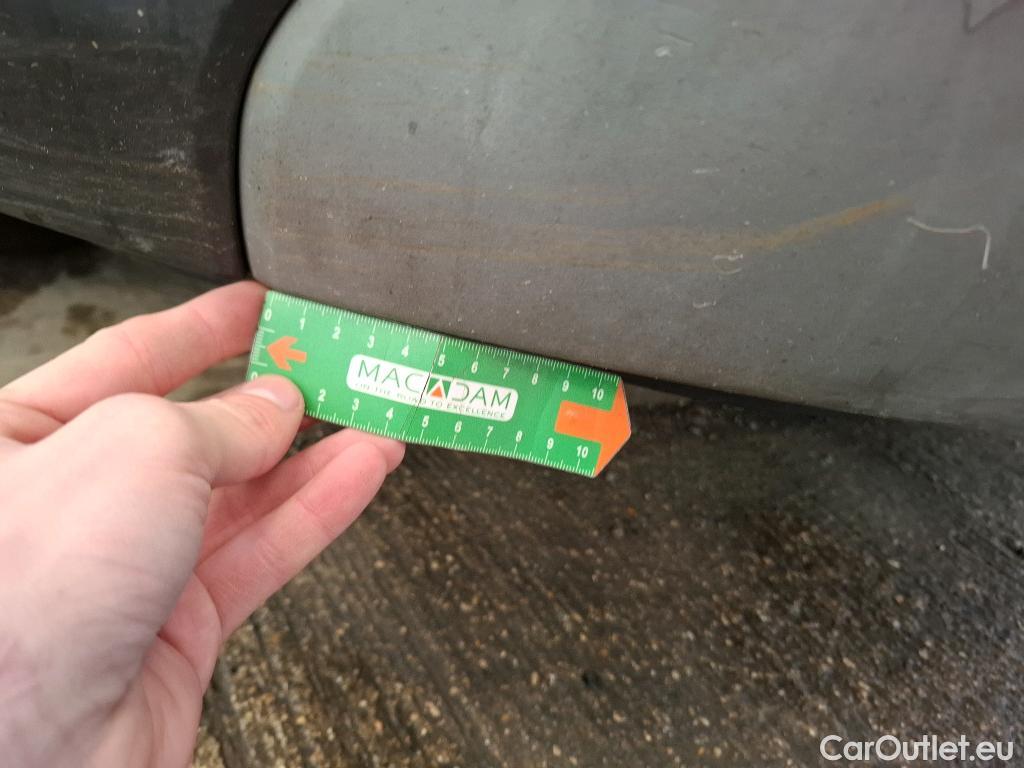 0 1 2 3 4 5 6 7 8 9 10
MACADAM
ON THE ROAD TO EXCELLENCE
0 2 3 4 5 6 7 8 9 10
CarOutlet.eu